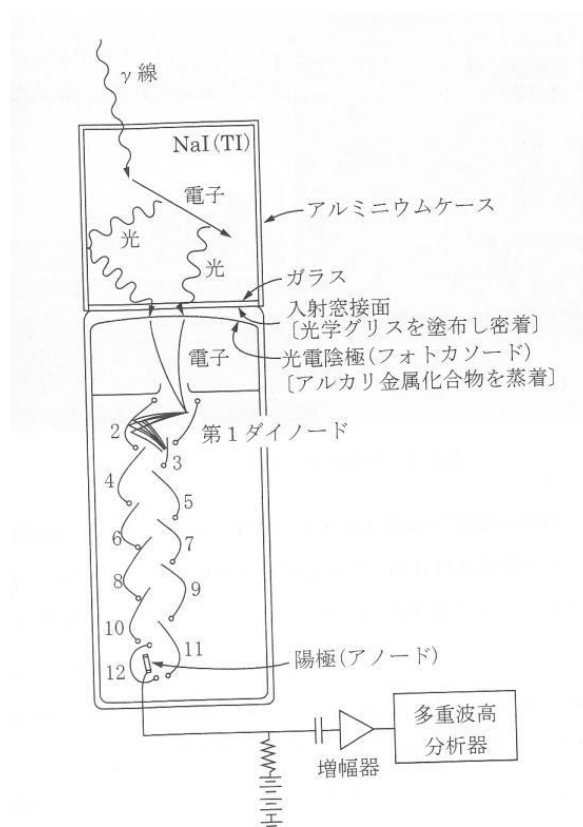 γ線
NaI(TI)
電子
アルミニウムケース
光
光
ガラス
入射窓接面
〔光学グリスを塗布し密着〕
電子
光電陰極(フォトカソード)
〔アルカリ金属化合物を蒸着〕
2
第1ダイノード
3
4
5
6
7
8
9
10
11
12
陽極(アノード)
多重波高
分析器
増幅器